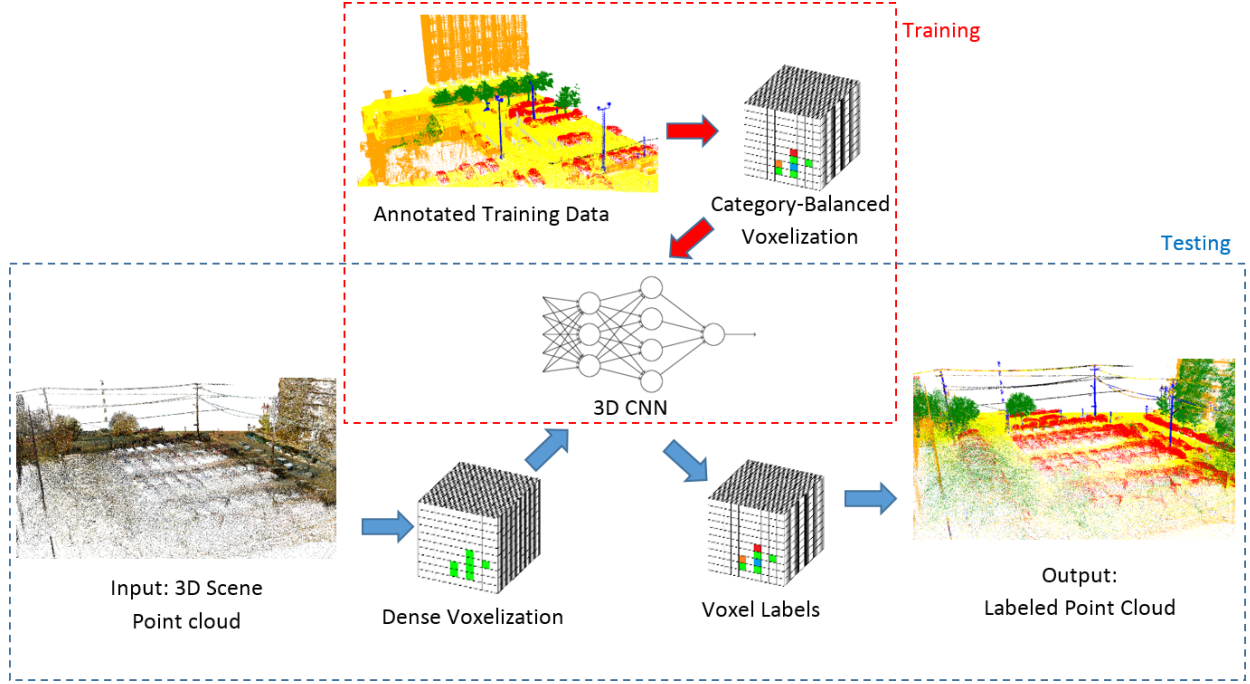 Training
Annotated Training Data
Category-Balanced
Voxelization
Testing
3D CNN
Input: 3D Scene
Point cloud
Dense Voxelization
Voxel Labels
Output:
Labeled Point Cloud